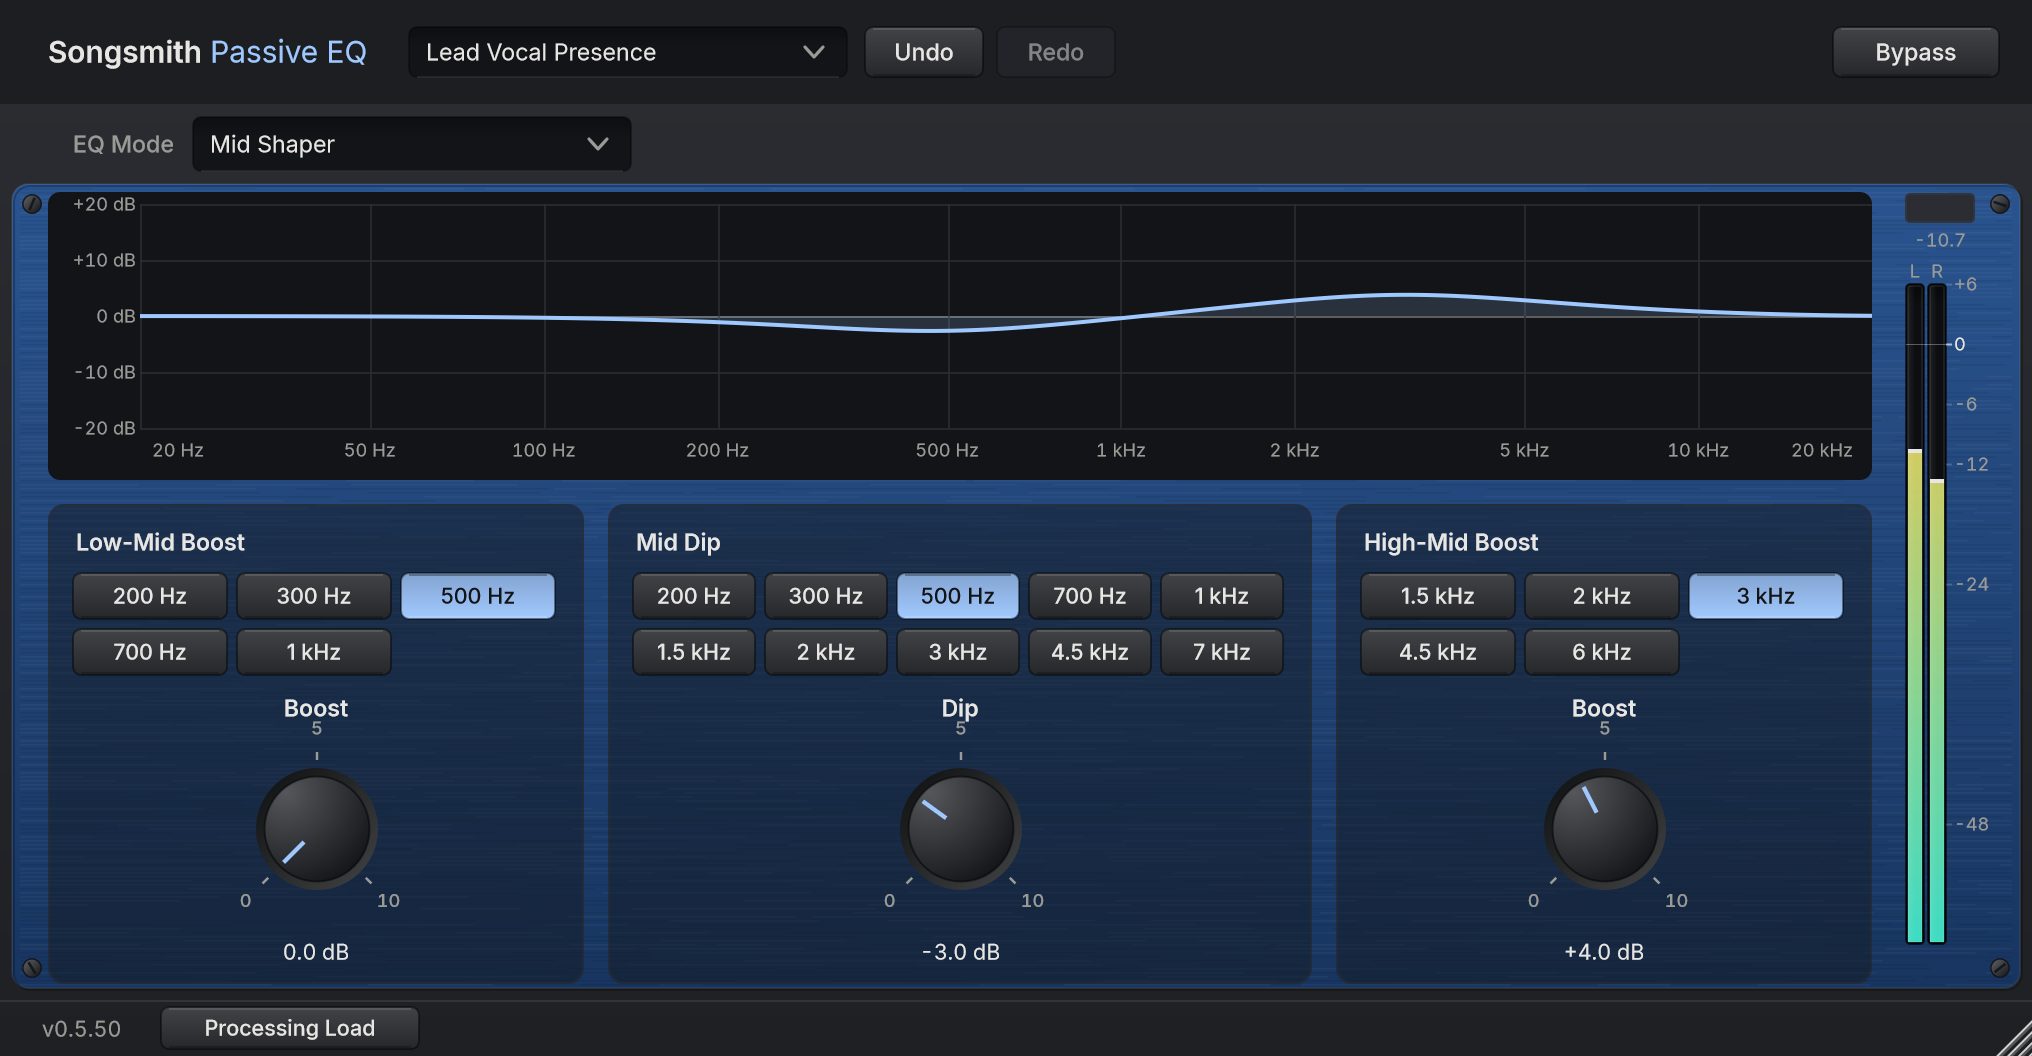 Songsmith Passive EQ
Lead Vocal Presence
Undo
Redo
Bypass
EQ Mode
Mid Shaper
+20 dB
+10 dB
0 dB
-10 dB
-20 dB
20 Hz
50 Hz
100 Hz
200 Hz
500 Hz
1 kHz
2 kHz
5 kHz
10 kHz
20 kHz
-10.7
L R
+6
0
-6
-12
-24
-48
Low-Mid Boost
200 Hz
300 Hz
500 Hz
700 Hz
1 kHz
Boost
5
0
10
0.0 dB
Mid Dip
200 Hz
300 Hz
500 Hz
700 Hz
1 kHz
1.5 kHz
2 kHz
3 kHz
4.5 kHz
7 kHz
Dip
5
0
10
-3.0 dB
High-Mid Boost
1.5 kHz
2 kHz
3 kHz
4.5 kHz
6 kHz
Boost
5
0
10
+4.0 dB
v0.5.50
Processing Load